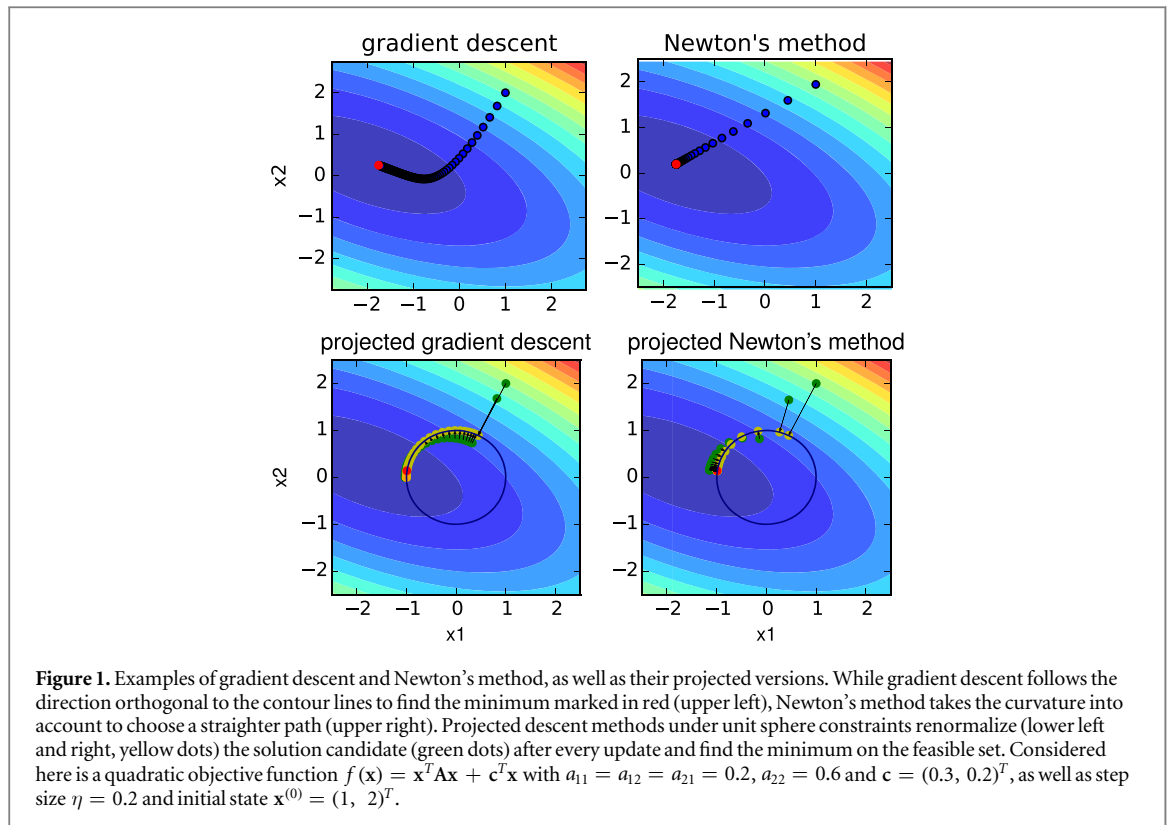 gradient descent
Newton's method
2
1
0
−1
−2
x2
−2 −1 0 1 2
2
1
0
−1
−2
−2 −1 0 1 2
projected gradient descent
projected Newton's method
2
1
0
−1
−2
x2
−2 −1 0 1 2
x1
2
1
0
−1
−2
−2 −1 0 1 2
x1
Figure 1. Examples of gradient descent and Newton's method, as well as their projected versions. While gradient descent follows the
direction orthogonal to the contour lines to find the minimum marked in red (upper left), Newton's method takes the curvature into
account to choose a straighter path (upper right). Projected descent methods under unit sphere constraints renormalize (lower left
and right, yellow dots) the solution candidate (green dots) after every update and find the minimum on the feasible set. Considered
here is a quadratic objective function f(x) = xᵀAx + cᵀx with a₁₁ = a₁₂ = a₂₁ = 0.2, a₂₂ = 0.6 and c = (0.3, 0.2)ᵀ, as well as step
size η = 0.2 and initial state x⁽⁰⁾ = (1, 2)ᵀ.